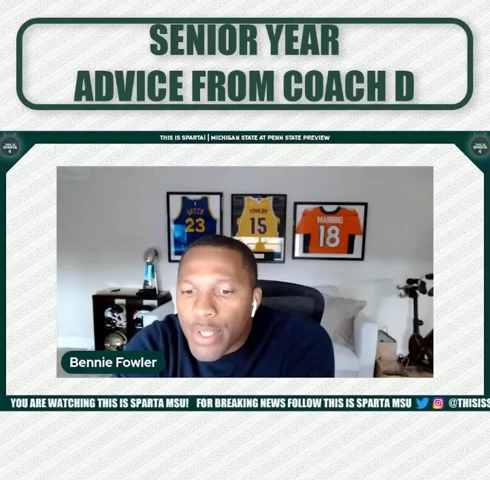 SENIOR YEAR
ADVICE FROM COACH D
THIS IS SPARTA! | MICHIGAN STATE AT PENN STATE PREVIEW
GREEN
23
15
MANNING
18
Bennie Fowler
YOU ARE WATCHING THIS IS SPARTA MSU! FOR BREAKING NEWS FOLLOW THIS IS SPARTA MSU @THISISS